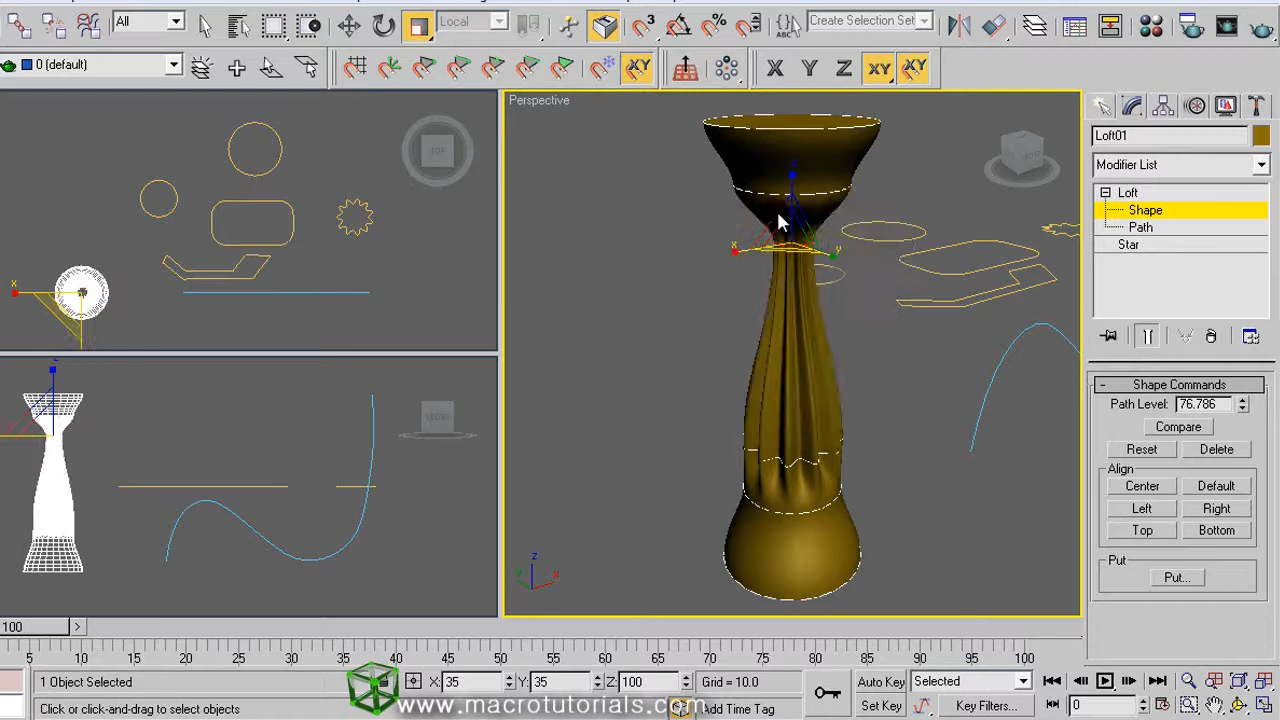 All
Local
3
Create Selection Set
ABC
0 (default)
XY
X Y Z XY XY
Perspective
TOP
FRONT
z
x
y
Loft01
Modifier List
Loft
Shape
Path
Star
Shape Commands
Path Level: 76.786
Compare
Reset Delete
Align
Center Default
Left Right
Top Bottom
Put
Put...
z
y x
100
5 10 15 20 25 30 35 40 45 50 55 60 65 70 75 80 85 90 95 100
1 Object Selected X: 35 Y: 35 Z: 100 Grid = 10.0 Auto Key Selected
Click or click-and-drag to select objects www.macrotutorials.com Add Time Tag Set Key Key Filters... 0